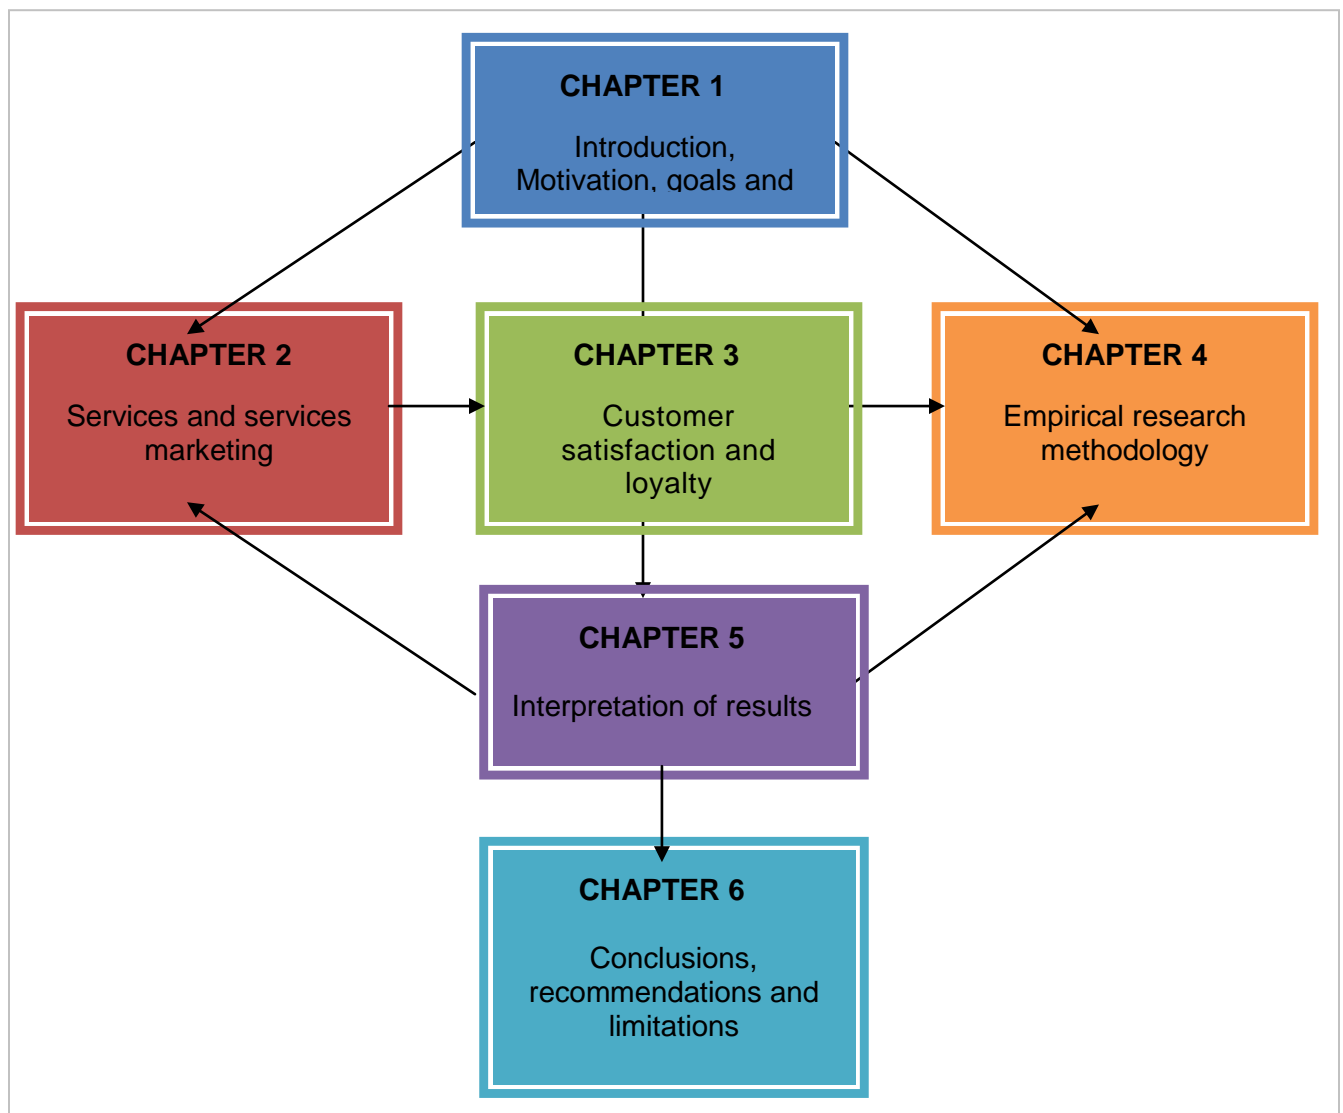 CHAPTER 1
Introduction,
Motivation, goals and
CHAPTER 2
Services and services
marketing
CHAPTER 3
Customer
satisfaction and
loyalty
CHAPTER 4
Empirical research
methodology
CHAPTER 5
Interpretation of results
CHAPTER 6
Conclusions,
recommendations and
limitations